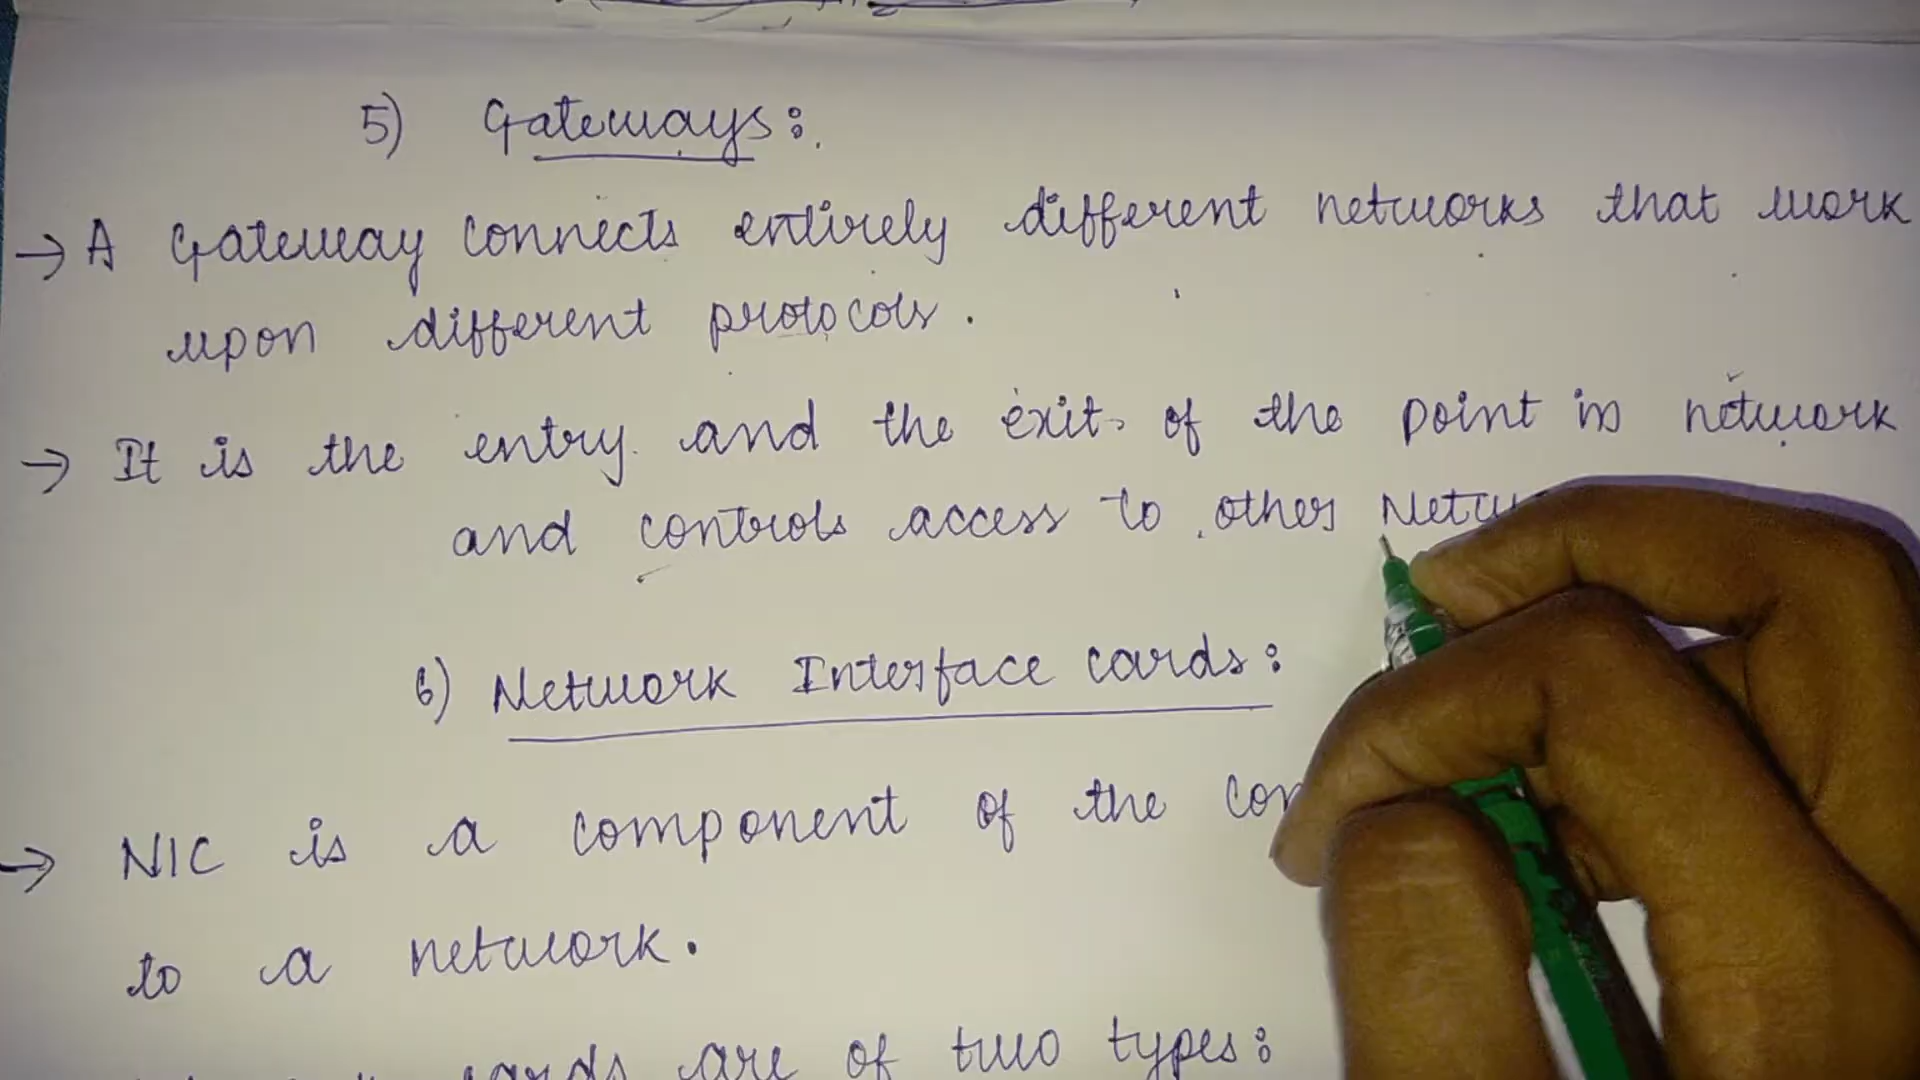 5) Gateways:
→ A Gateway connects entirely different networks that work
upon different protocols.
→ It is the entry and the exit of the point in network
and controls access to other
6) Network Interface cards:
→ NIC is a component of the
to a network.
cards are of two types: